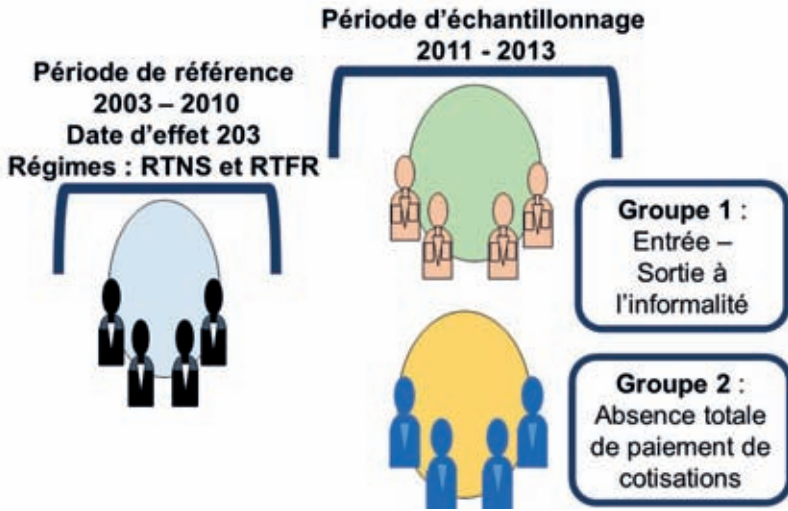 Période d'échantillonnage
2011 - 2013
Période de référence
2003 – 2010
Date d'effet 203
Régimes : RTNS et RTFR
Groupe 1 :
Entrée –
Sortie à
l'informalité
Groupe 2 :
Absence totale
de paiement de
cotisations